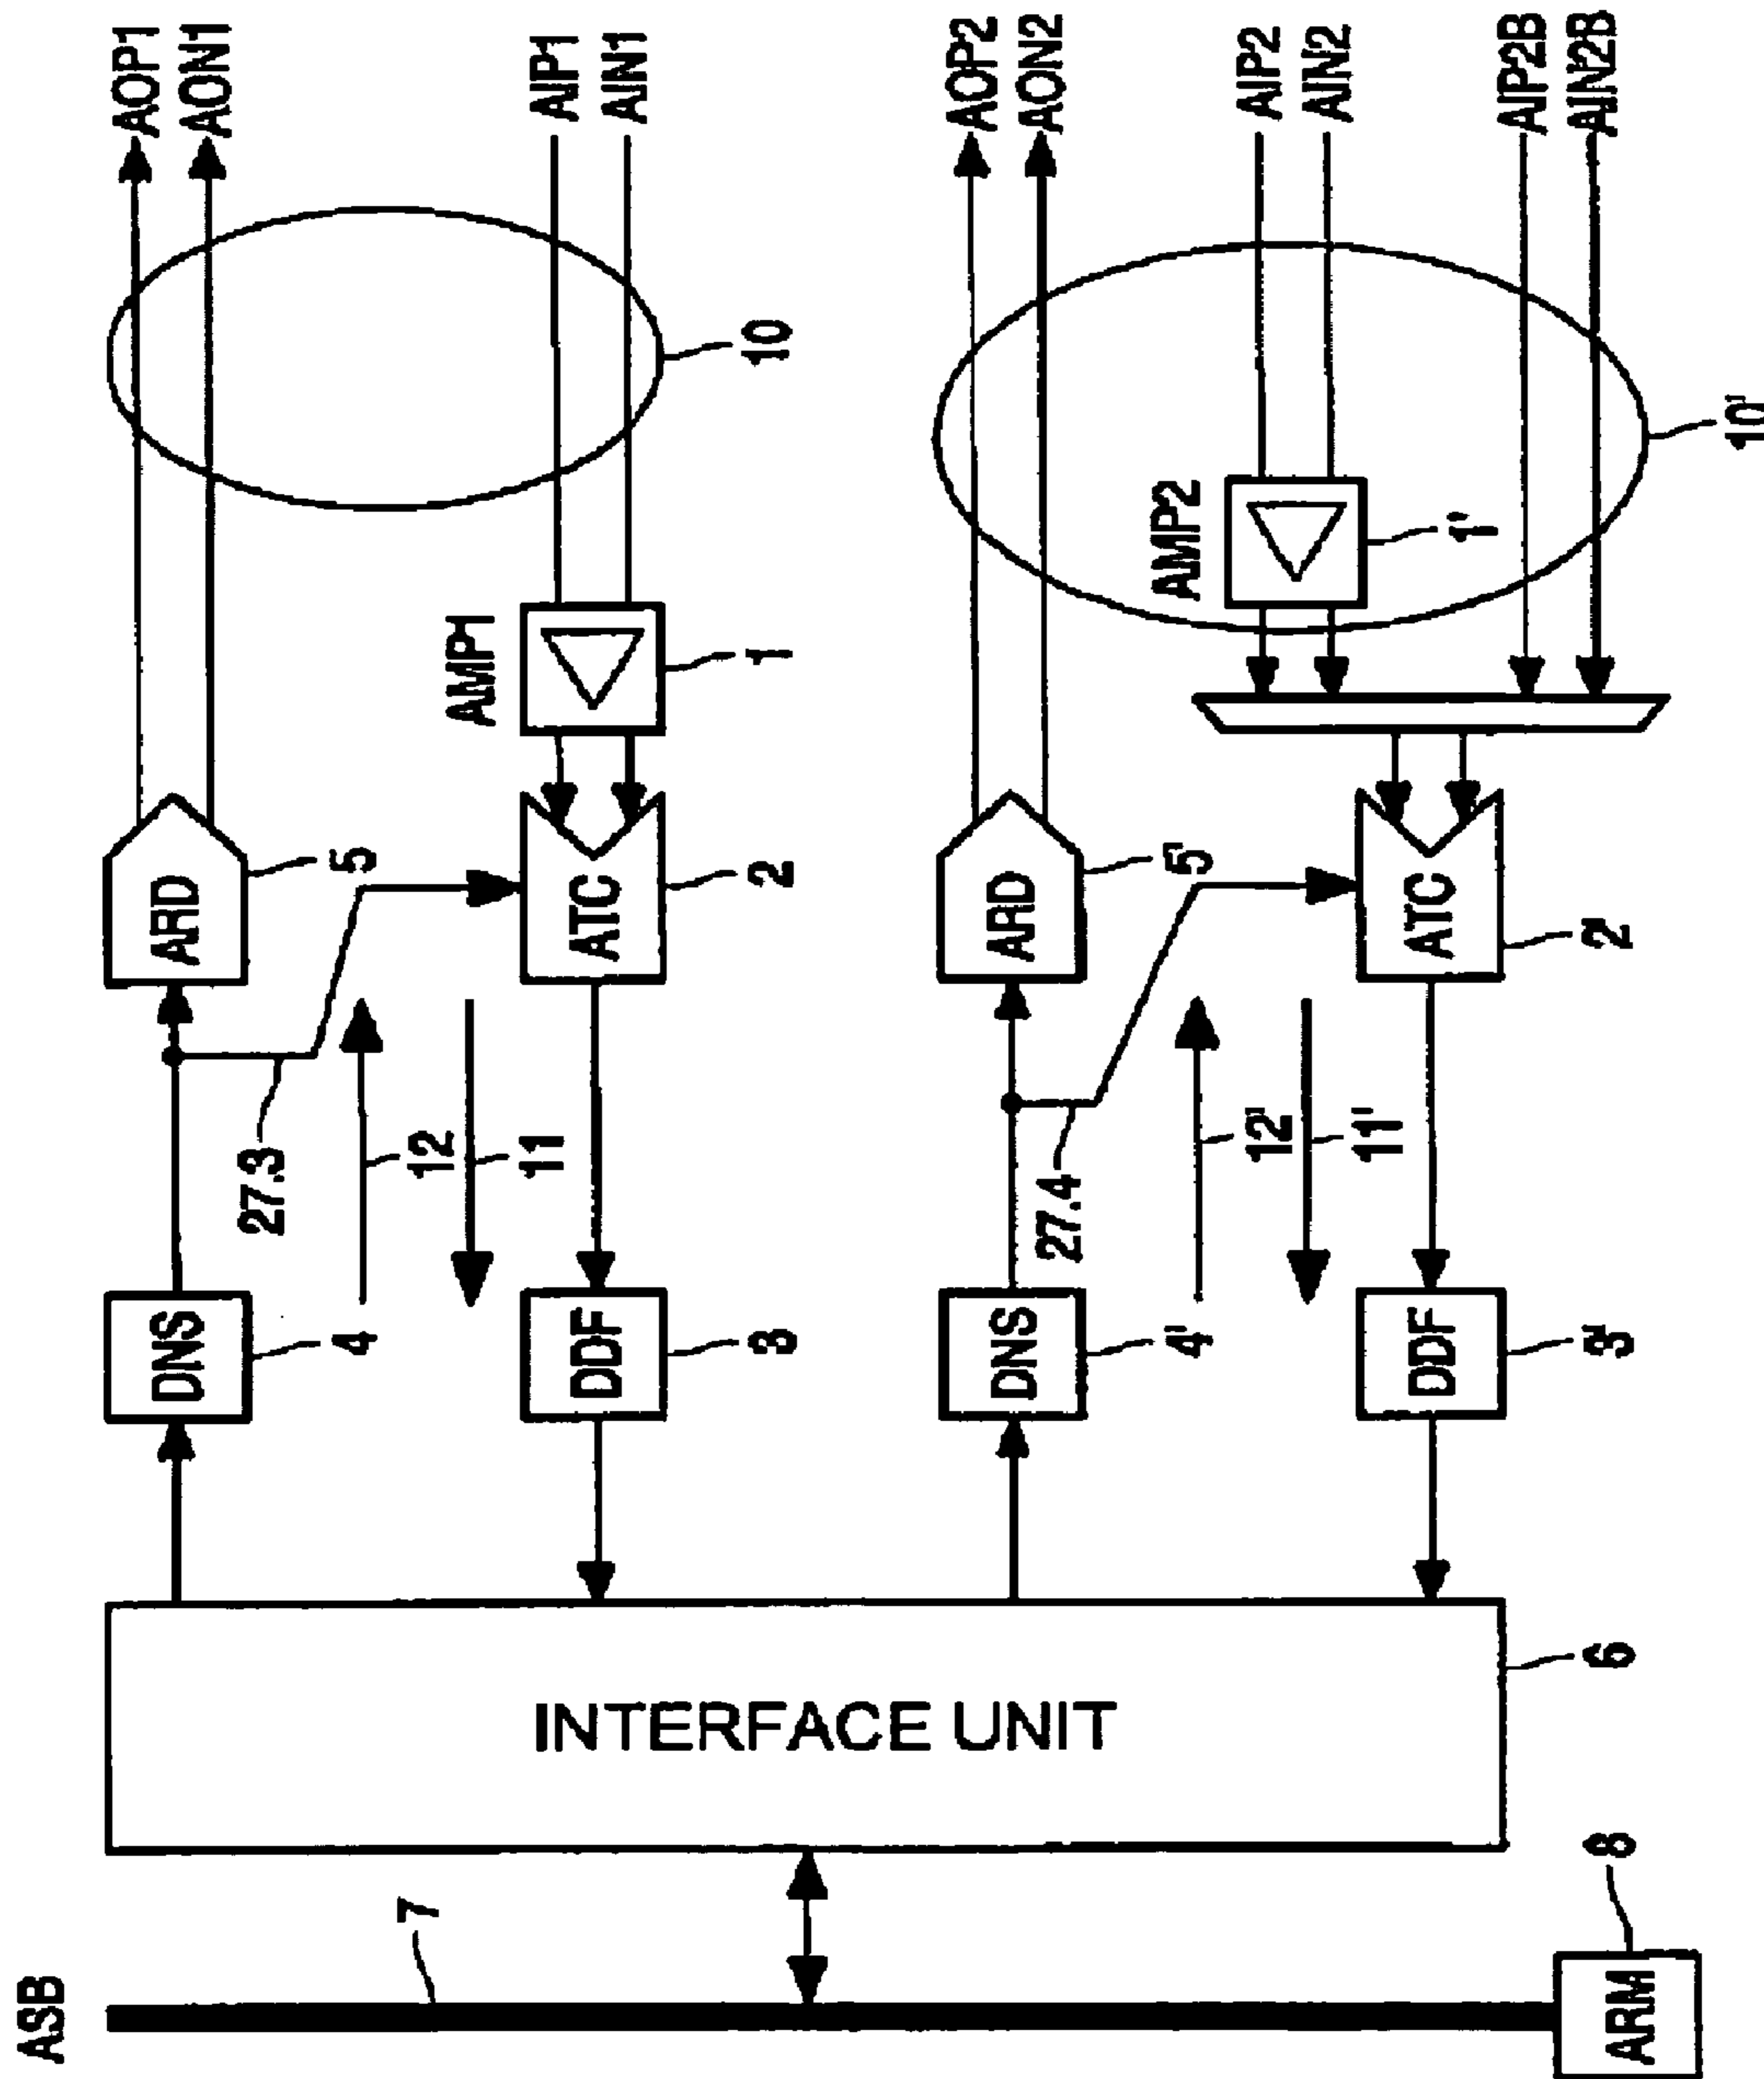 ASB
7
ARM
8
INTERFACE UNIT
6
DNS
4
27.3
ARD
5
AOP1
AON1
12
11
DDF
3
ATC
2
AMP1
1
AIP1
AIN1
10
DNS
4'
27.4
ARD
5'
AOP2
AON2
12'
11'
DDF
3'
ATC
2'
AMP2
1'
AIP2
AIN2
AIP2B
AIN2B
10'